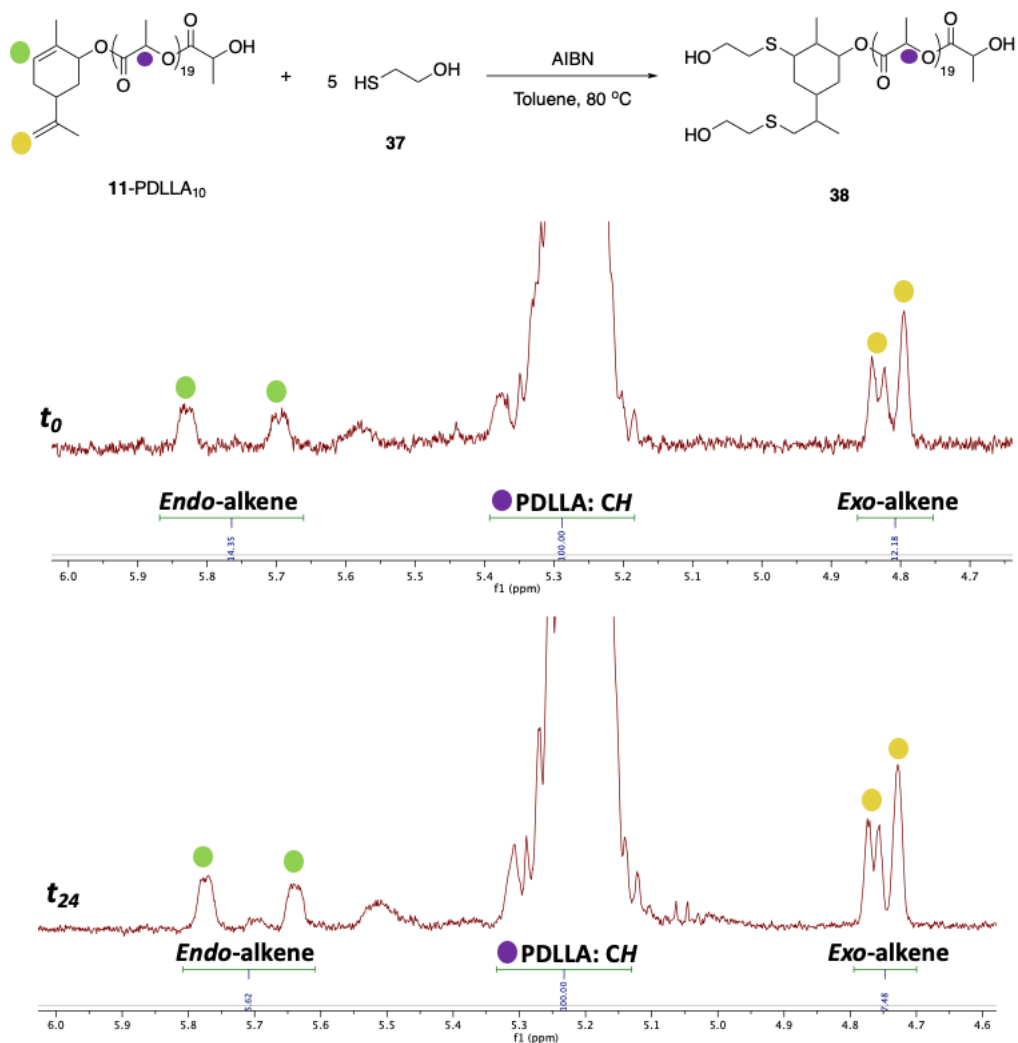 O
O
OH
O
O
19
+
5
HS
OH
AIBN
Toluene, 80 °C
HO
S
O
O
OH
O
O
19
HO
S
37
11-PDLLA10
38
t0
Endo-alkene
PDLLA: CH
Exo-alkene
14.35
100.00
12.18
6.0 5.9 5.8 5.7 5.6 5.5 5.4 5.3 5.2 5.1 5.0 4.9 4.8 4.7
f1 (ppm)
t24
Endo-alkene
PDLLA: CH
Exo-alkene
5.62
100.00
7.48
6.0 5.9 5.8 5.7 5.6 5.5 5.4 5.3 5.2 5.1 5.0 4.9 4.8 4.7 4.6
f1 (ppm)